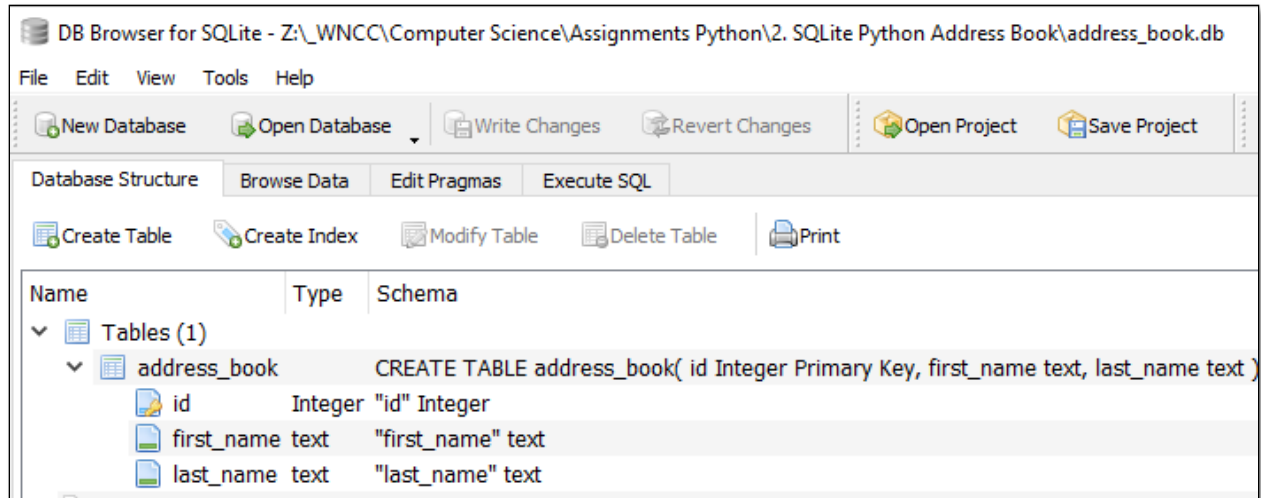 DB Browser for SQLite - Z:\_WNCC\Computer Science\Assignments Python\2. SQLite Python Address Book\address_book.db
File Edit View Tools Help
New Database Open Database Write Changes Revert Changes Open Project Save Project
Database Structure Browse Data Edit Pragmas Execute SQL
Create Table Create Index Modify Table Delete Table Print
Name Type Schema
Tables (1)
address_book CREATE TABLE address_book( id Integer Primary Key, first_name text, last_name text )
id Integer "id" Integer
first_name text "first_name" text
last_name text "last_name" text